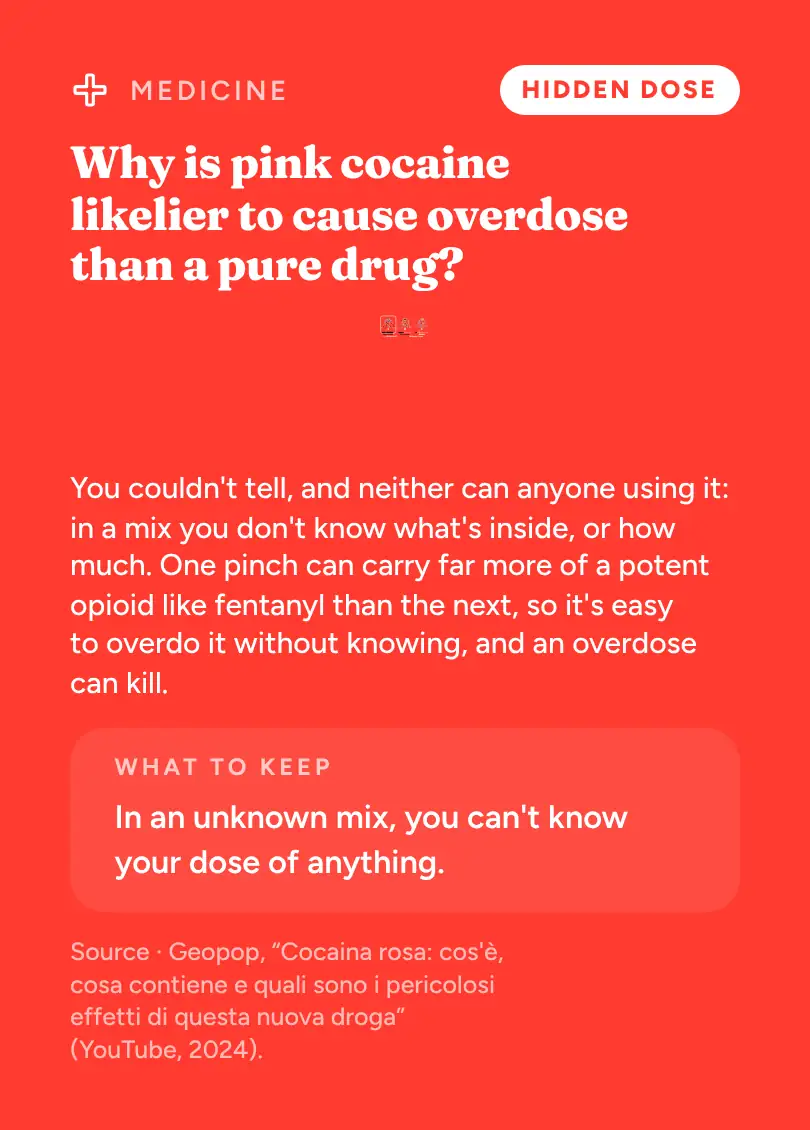 MEDICINE
HIDDEN DOSE
Why is pink cocaine
likelier to cause overdose
than a pure drug?
You couldn't tell, and neither can anyone using it:
in a mix you don't know what's inside, or how
much. One pinch can carry far more of a potent
opioid like fentanyl than the next, so it's easy
to overdo it without knowing, and an overdose
can kill.
WHAT TO KEEP
In an unknown mix, you can't know
your dose of anything.
Source · Geopop, “Cocaina rosa: cos'è,
cosa contiene e quali sono i pericolosi
effetti di questa nuova droga”
(YouTube, 2024).